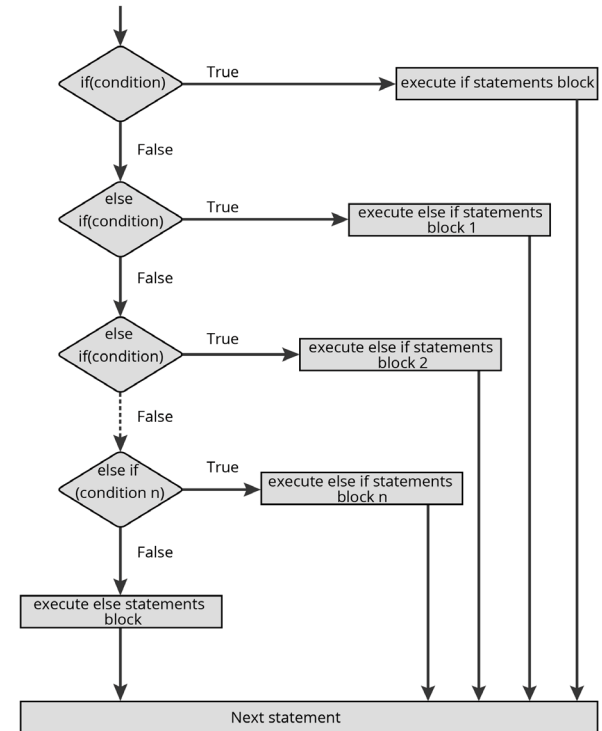 if(condition)
True
execute if statements block
False
else
if(condition)
True
execute else if statements
block 1
False
else
if(condition)
True
execute else if statements
block 2
False
else if
(condition n)
True
execute else if statements
block n
False
execute else statements
block
Next statement